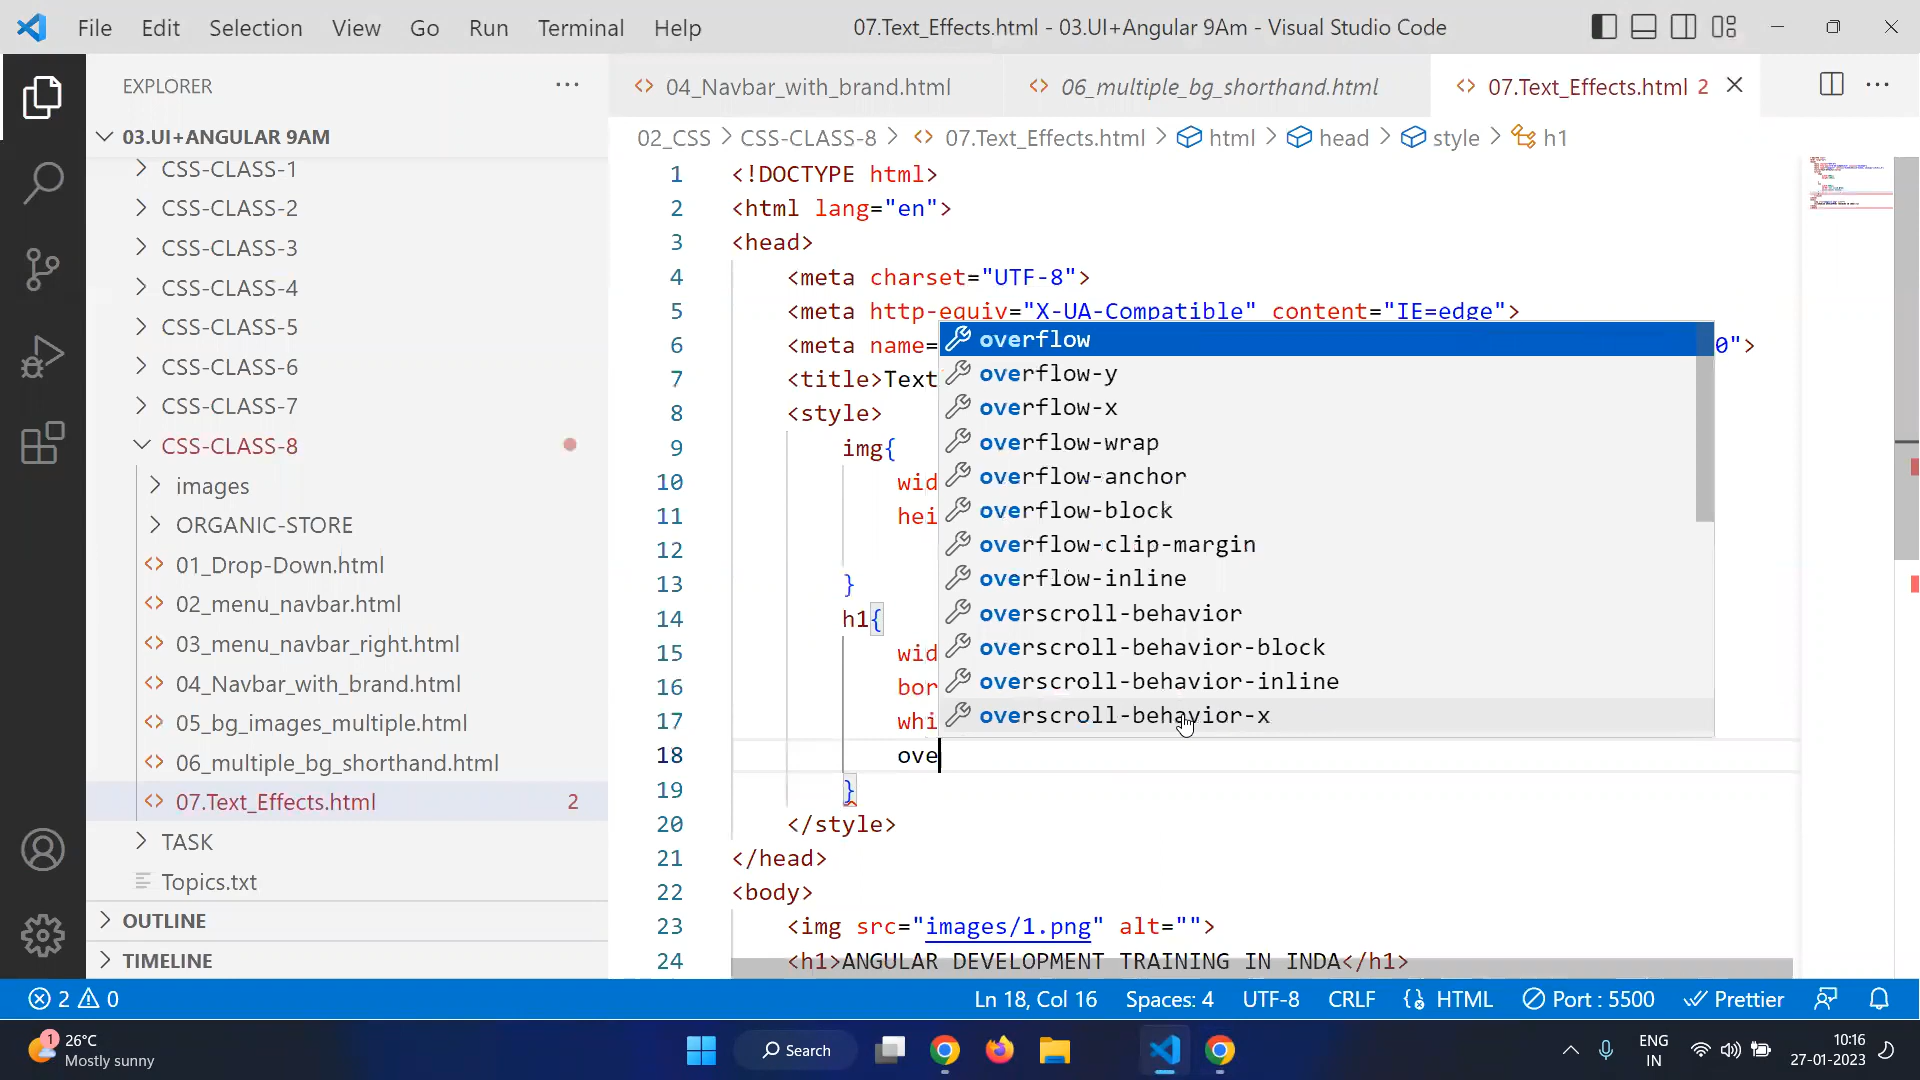 File Edit Selection View Go Run Terminal Help
07.Text_Effects.html - 03.UI+Angular 9Am - Visual Studio Code
EXPLORER
03.UI+ANGULAR 9AM
CSS-CLASS-1
CSS-CLASS-2
CSS-CLASS-3
CSS-CLASS-4
CSS-CLASS-5
CSS-CLASS-6
CSS-CLASS-7
CSS-CLASS-8
images
ORGANIC-STORE
01_Drop-Down.html
02_menu_navbar.html
03_menu_navbar_right.html
04_Navbar_with_brand.html
05_bg_images_multiple.html
06_multiple_bg_shorthand.html
07.Text_Effects.html 2
TASK
Topics.txt
OUTLINE
TIMELINE
04_Navbar_with_brand.html 06_multiple_bg_shorthand.html 07.Text_Effects.html 2
02_CSS > CSS-CLASS-8 > 07.Text_Effects.html > html > head > style > h1
1 <!DOCTYPE html>
2 <html lang="en">
3 <head>
4 <meta charset="UTF-8">
5 <meta http-equiv="X-UA-Compatible" content="IE=edge">
6 <meta name= 0">
7 <title>Text
8 <style>
9 img{
10 wid
11 hei
12
13 }
14 h1{
15 wid
16 bor
17 whi
18 ove
19 }
20 </style>
21 </head>
22 <body>
23 <img src="images/1.png" alt="">
24 <h1>ANGULAR DEVELOPMENT TRAINING IN INDA</h1>
overflow
overflow-y
overflow-x
overflow-wrap
overflow-anchor
overflow-block
overflow-clip-margin
overflow-inline
overscroll-behavior
overscroll-behavior-block
overscroll-behavior-inline
overscroll-behavior-x
2 0
Ln 18, Col 16 Spaces: 4 UTF-8 CRLF HTML Port : 5500 Prettier
1
26°C
Mostly sunny
Search
ENG
IN
10:16
27-01-2023